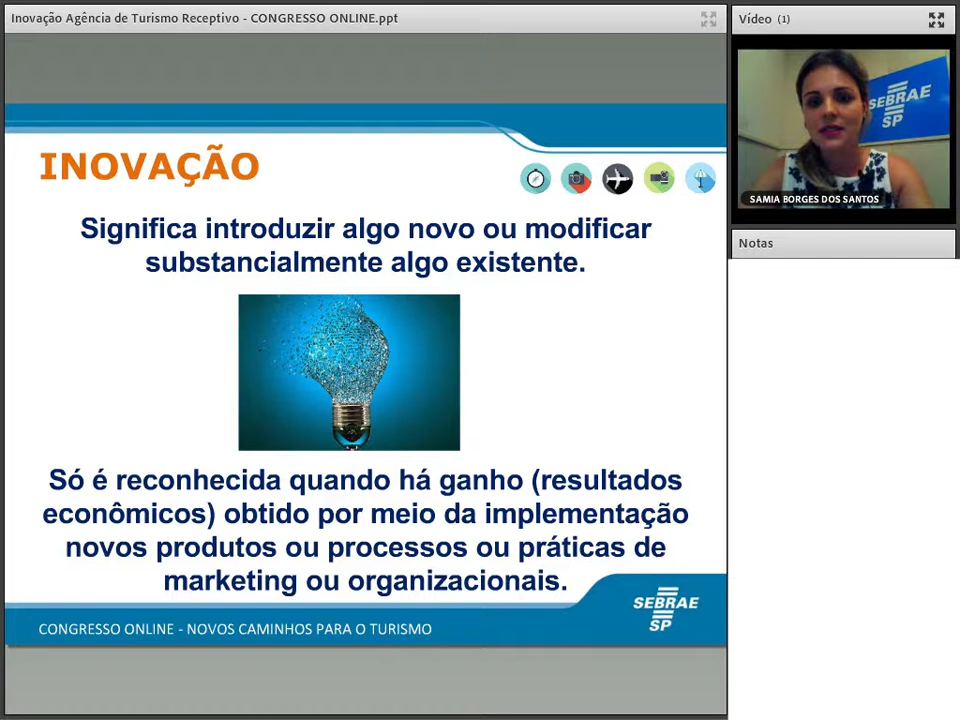 Inovação Agência de Turismo Receptivo - CONGRESSO ONLINE.ppt
Vídeo (1)
SEBRAE
SP
SAMIA BORGES DOS SANTOS
Notas
INOVAÇÃO
Significa introduzir algo novo ou modificar
substancialmente algo existente.
Só é reconhecida quando há ganho (resultados
econômicos) obtido por meio da implementação
novos produtos ou processos ou práticas de
marketing ou organizacionais.
SEBRAE
SP
CONGRESSO ONLINE - NOVOS CAMINHOS PARA O TURISMO